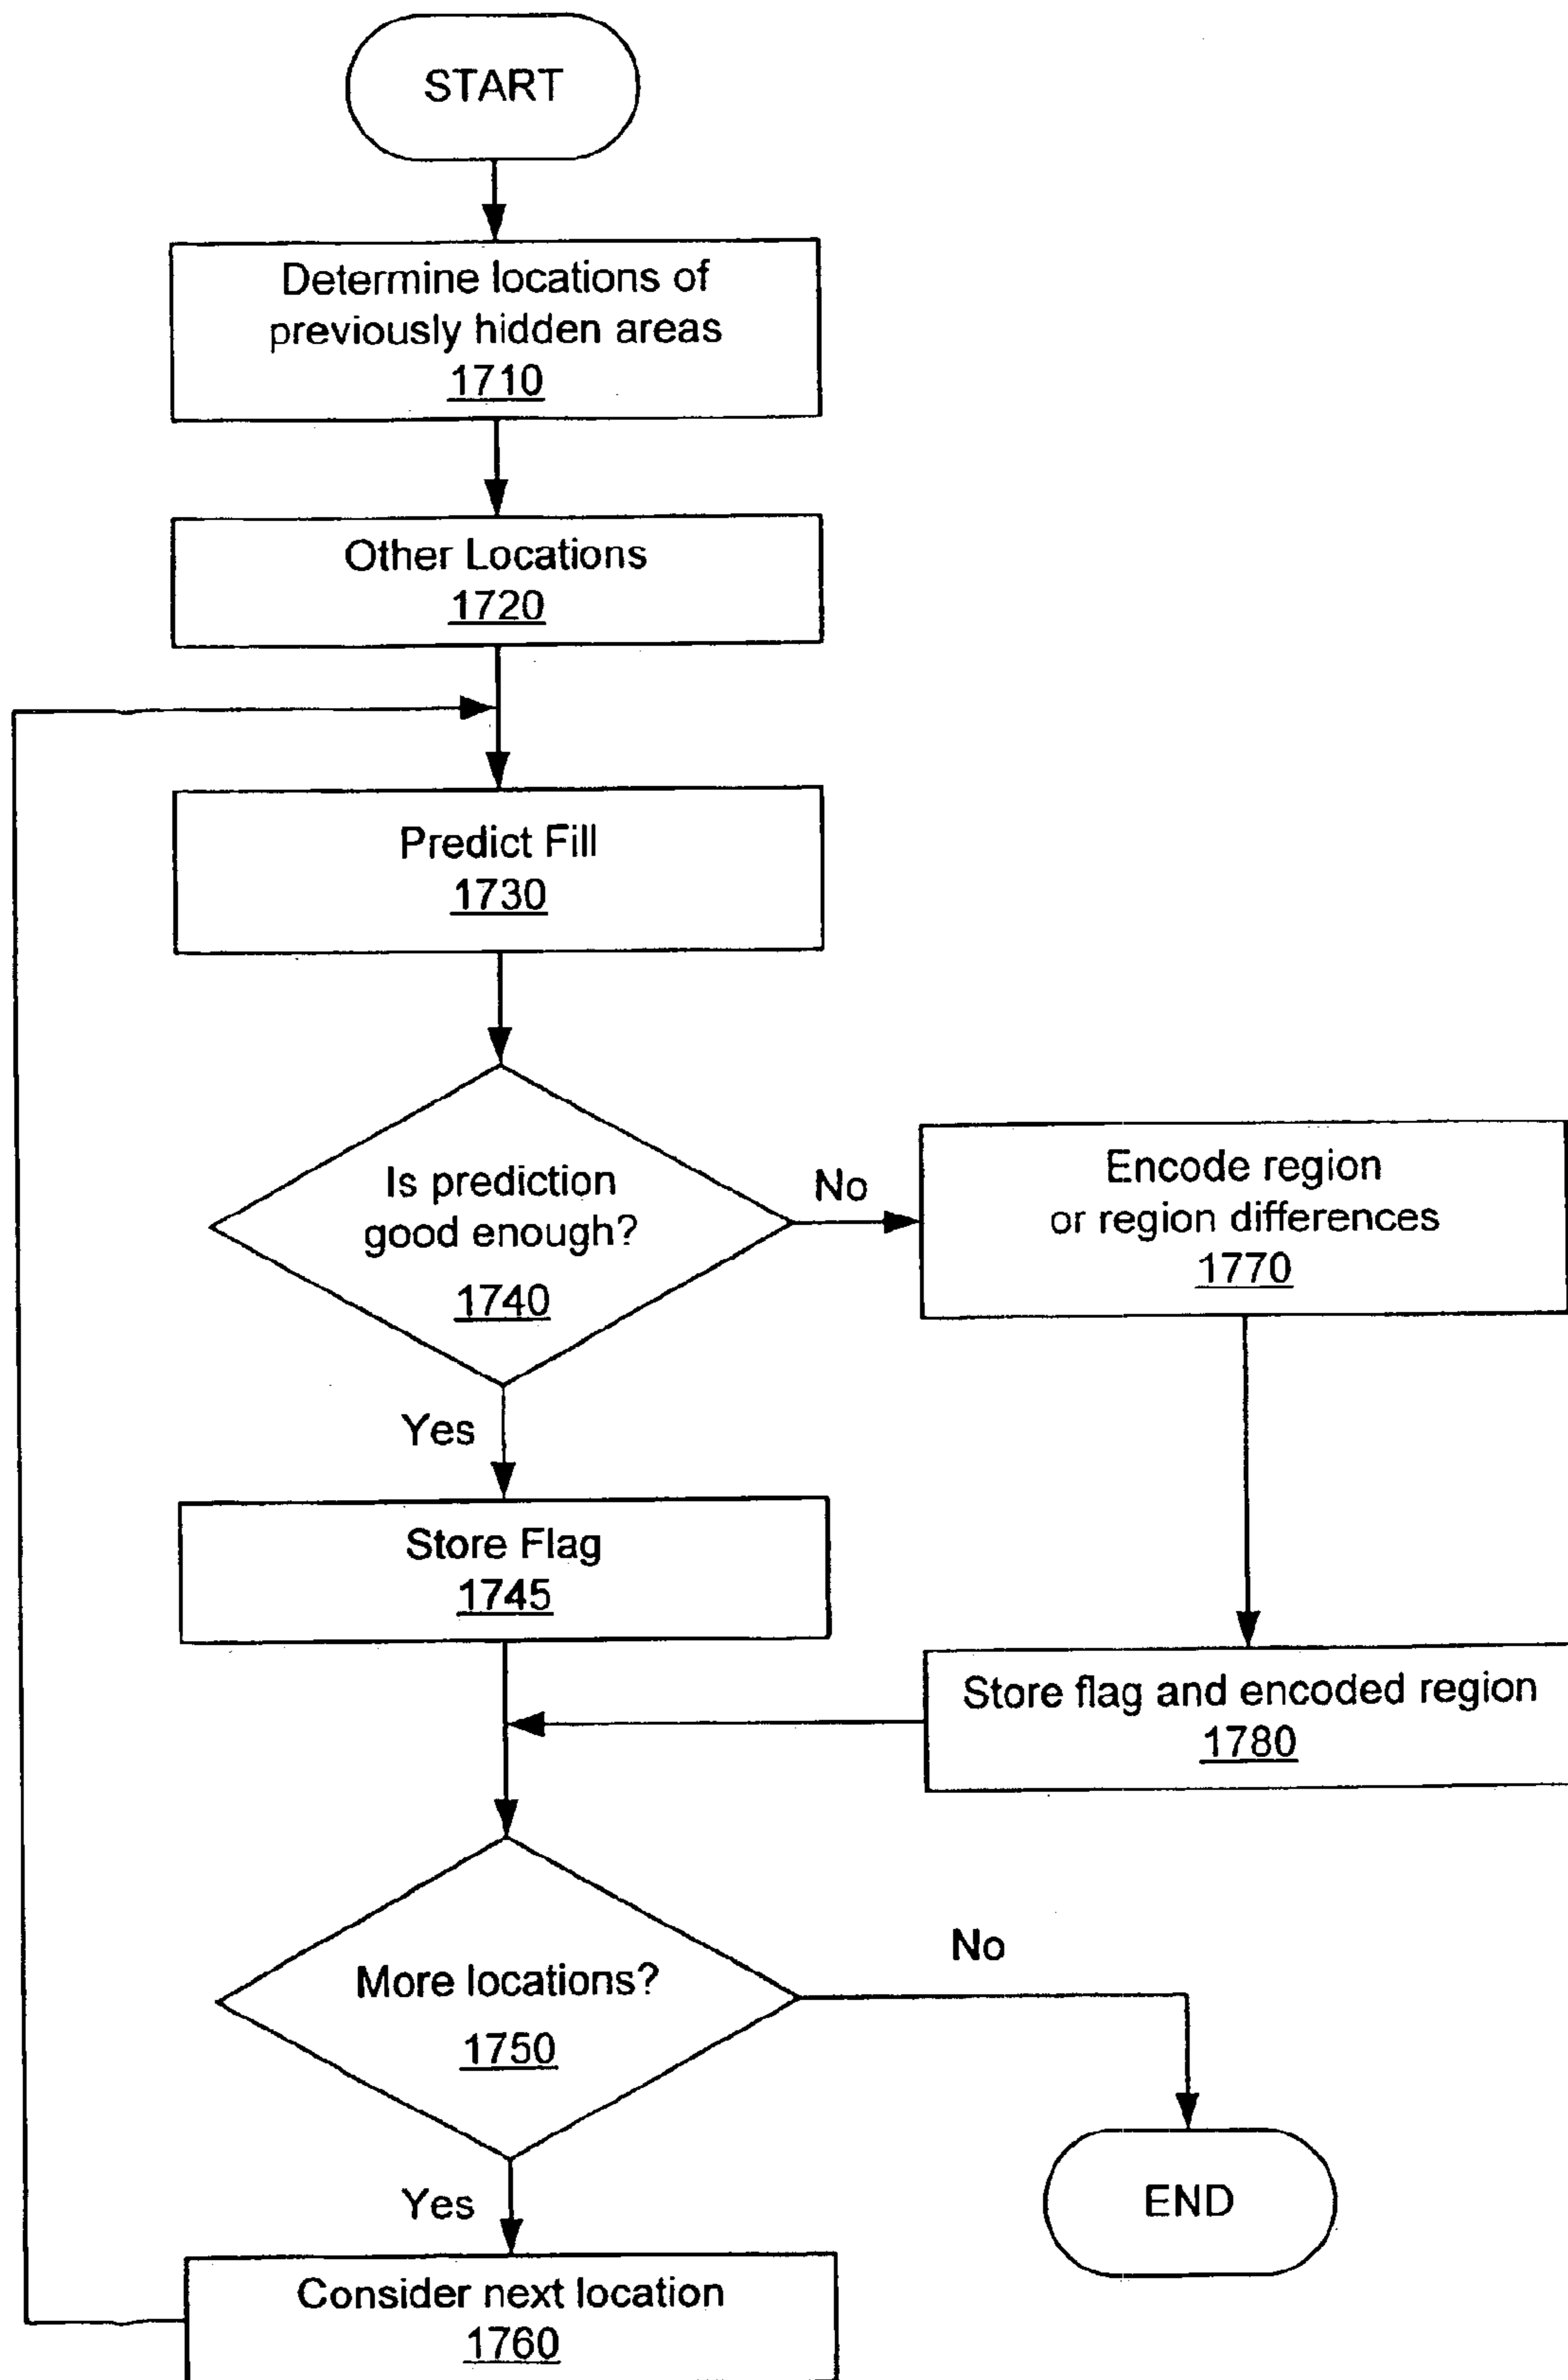 START
Determine locations of
previously hidden areas
1710
Other Locations
1720
Predict Fill
1730
Is prediction
good enough?
1740
No
Encode region
or region differences
1770
Yes
Store Flag
1745
Store flag and encoded region
1780
More locations?
1750
No
Yes
END
Consider next location
1760